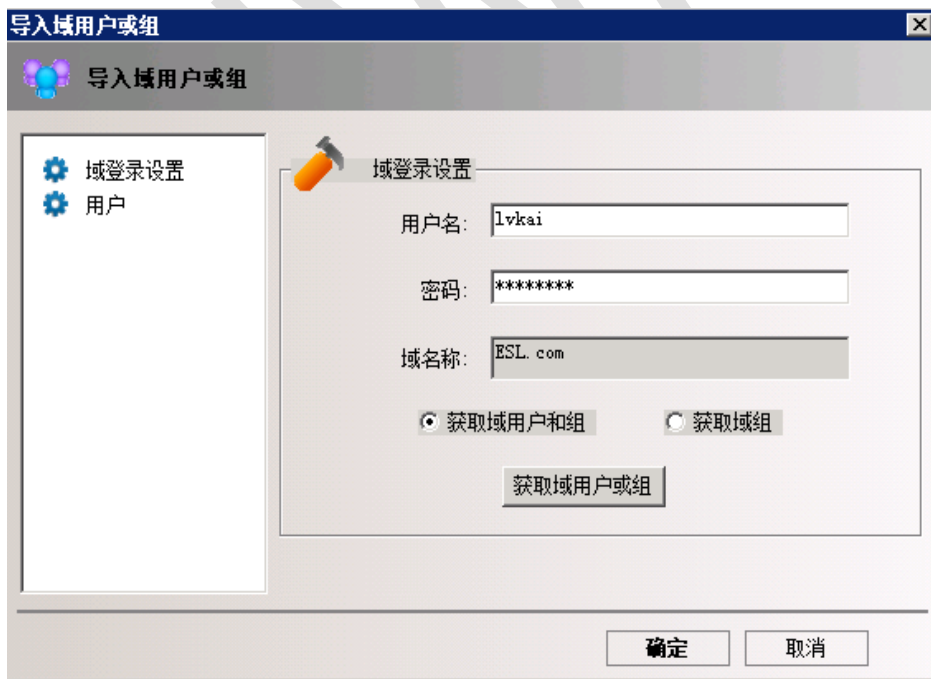 导入域用户或组
导入域用户或组
域登录设置
用户
域登录设置
用户名: lvkai
密码: ********
域名称: ESL.com
获取域用户和组 获取域组
获取域用户或组
确定 取消